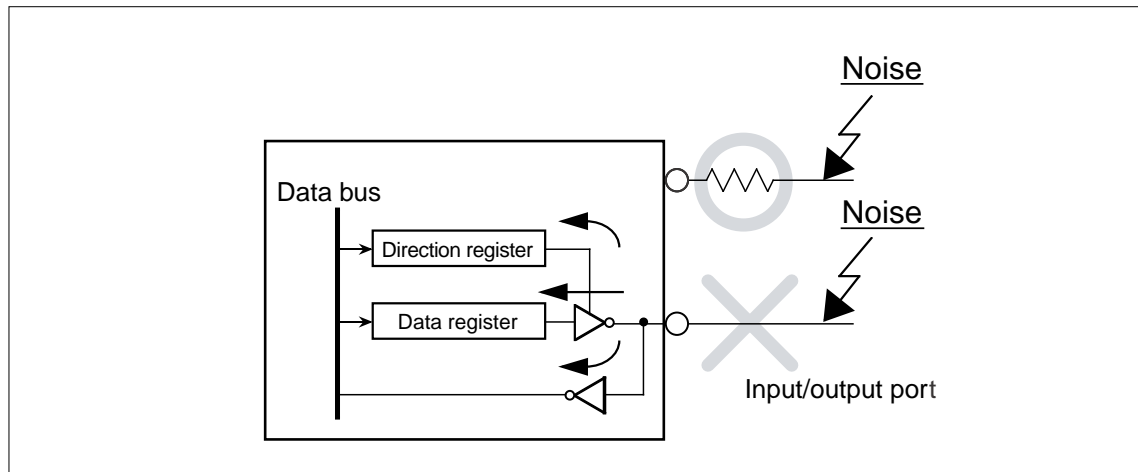 Noise
Data bus
Noise
Direction register
Data register
Input/output port